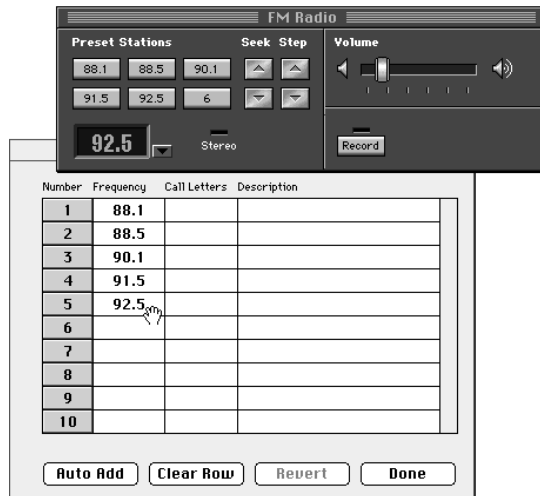 FM Radio
Preset Stations Seek Step Volume
88.1 88.5 90.1
91.5 92.5 6
92.5 Stereo Record
Number Frequency Call Letters Description
1 88.1
2 88.5
3 90.1
4 91.5
5 92.5
6
7
8
9
10
Auto Add Clear Row Revert Done